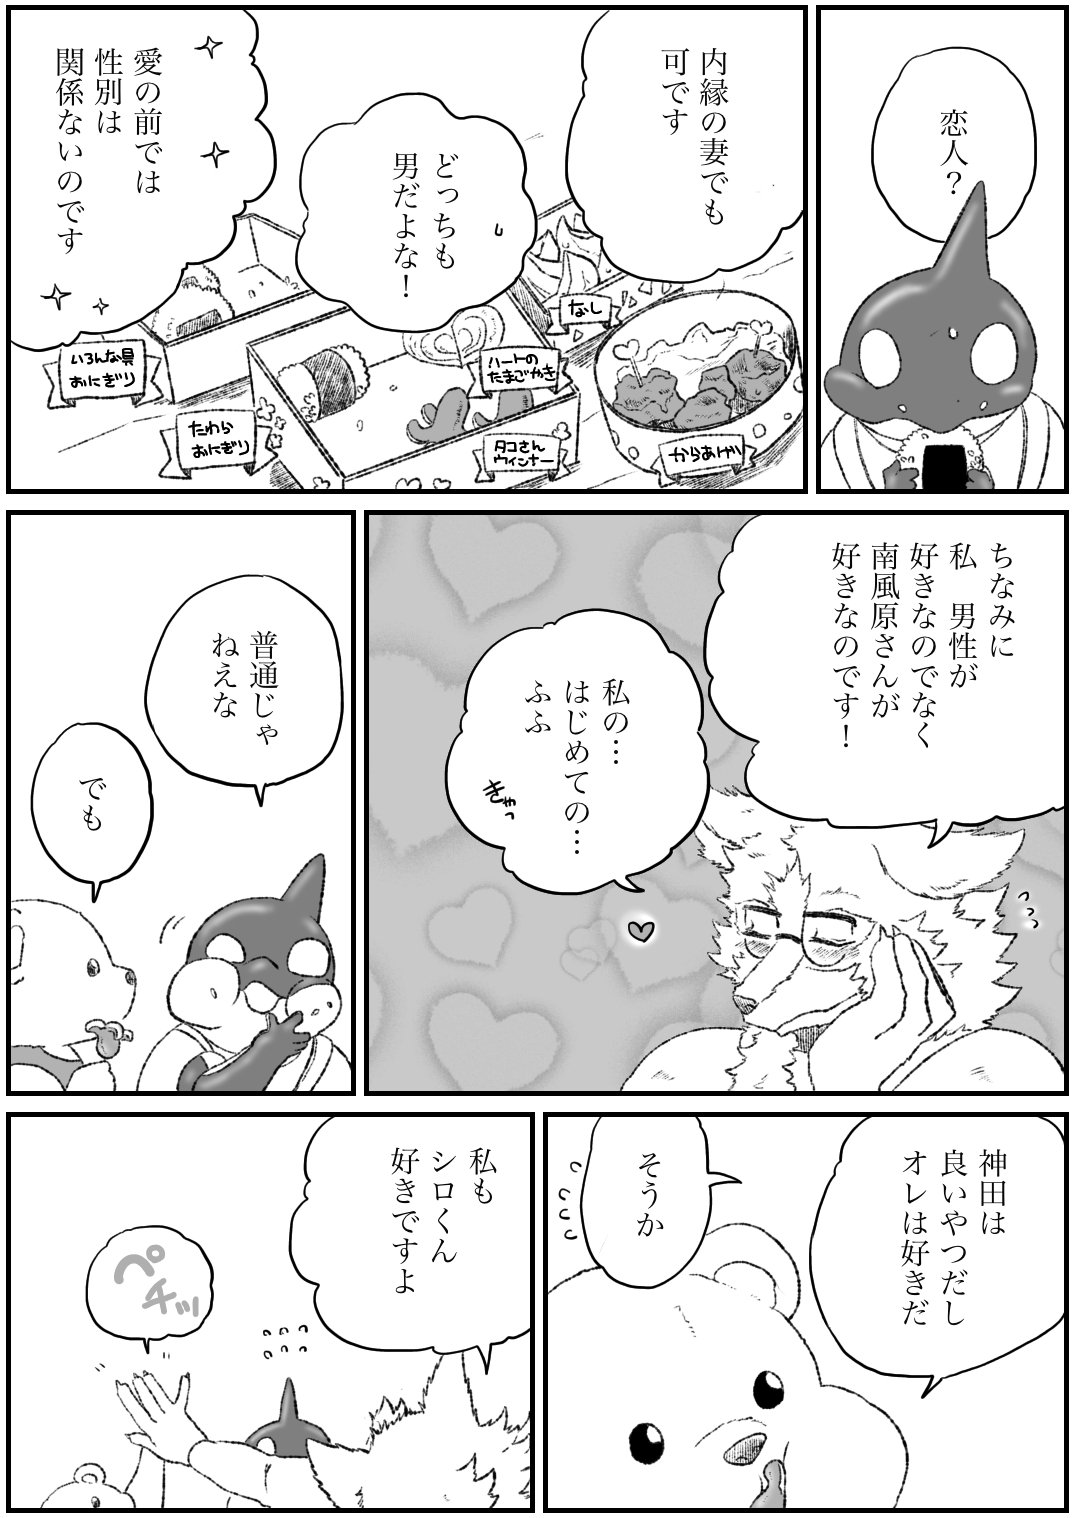 恋人？
内縁の妻でも
可です
どっちも
男だよな！
愛の前では
性別は
関係ないのです
なし
ハートの
たまごやき
いろんな具
おにぎり
たわら
おにぎり
タコさん
ウィンナー
からあげ
ちなみに
私　男性が
好きなのでなく
南風原さんが
好きなのです！
私の…
はじめての…
ふふ
きゃっ
普通じゃ
ねえな
でも
神田は
良いやつだし
オレは好きだ
そうか
私も
シロくん
好きですよ
ペチッ